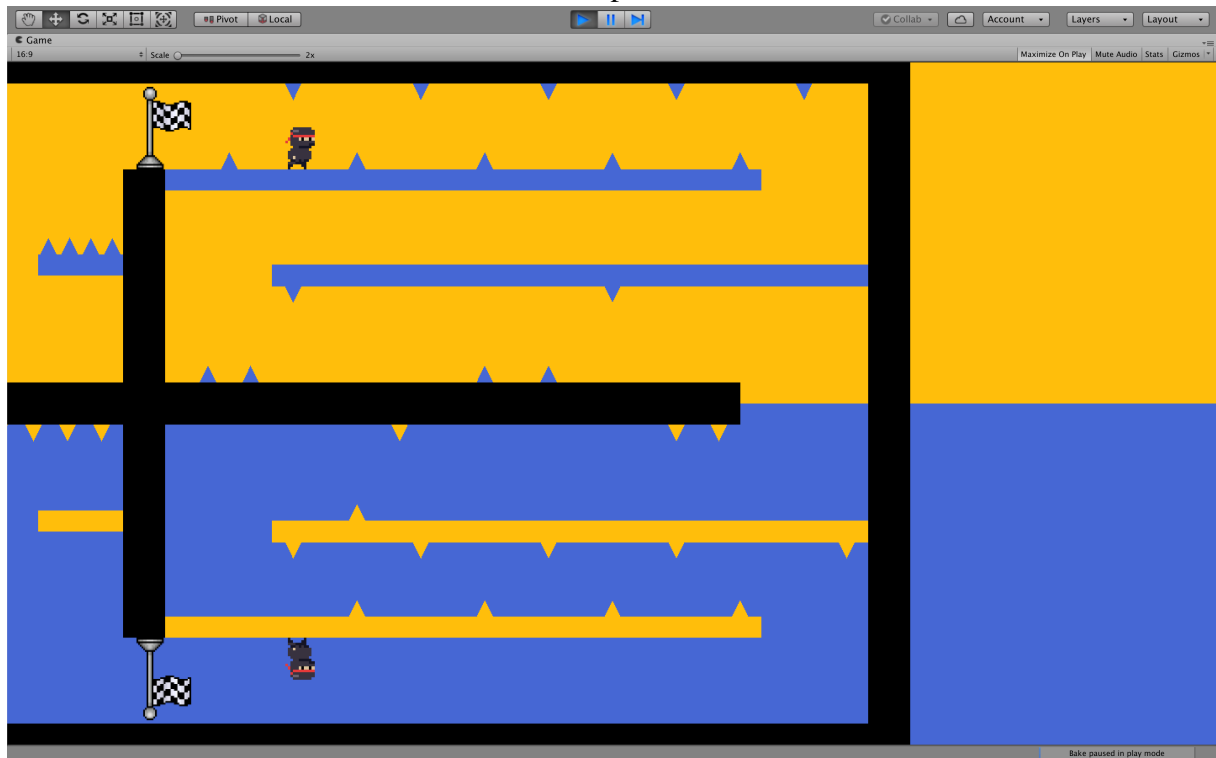 Pivot Local Collab Account Layers Layout
Game
16:9 Scale 2x Maximize On Play Mute Audio Stats Gizmos
Bake paused in play mode